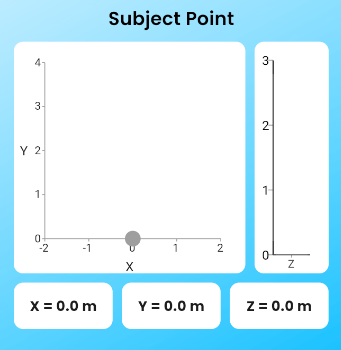 Subject Point
4
3
Y 2
1
0
-2 -1 0 1 2
X
3
2
1
0
Z
X = 0.0 m
Y = 0.0 m
Z = 0.0 m